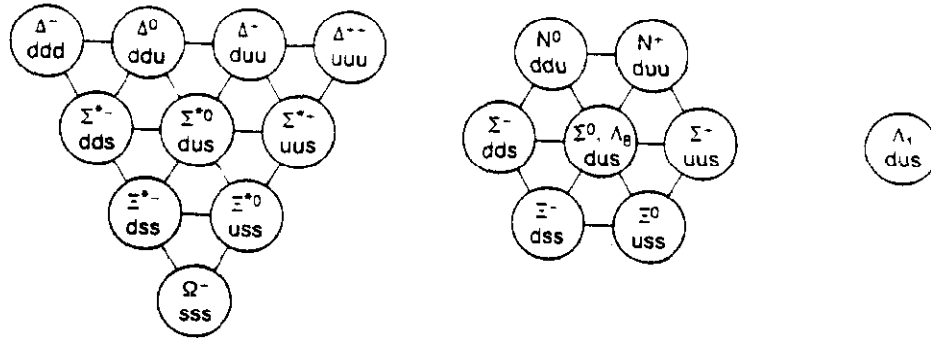 Δ⁻ Δ⁰ Δ⁺ Δ⁺⁺
ddd ddu duu uuu
Σ*⁻ Σ*⁰ Σ*⁺
dds dus uus
Ξ*⁻ Ξ*⁰
dss uss
Ω⁻
sss
N⁰ N⁺
ddu duu
Σ⁻ Σ⁰, Λ₈ Σ⁺
dds dus uus
Ξ⁻ Ξ⁰
dss uss
Λ₁
dus